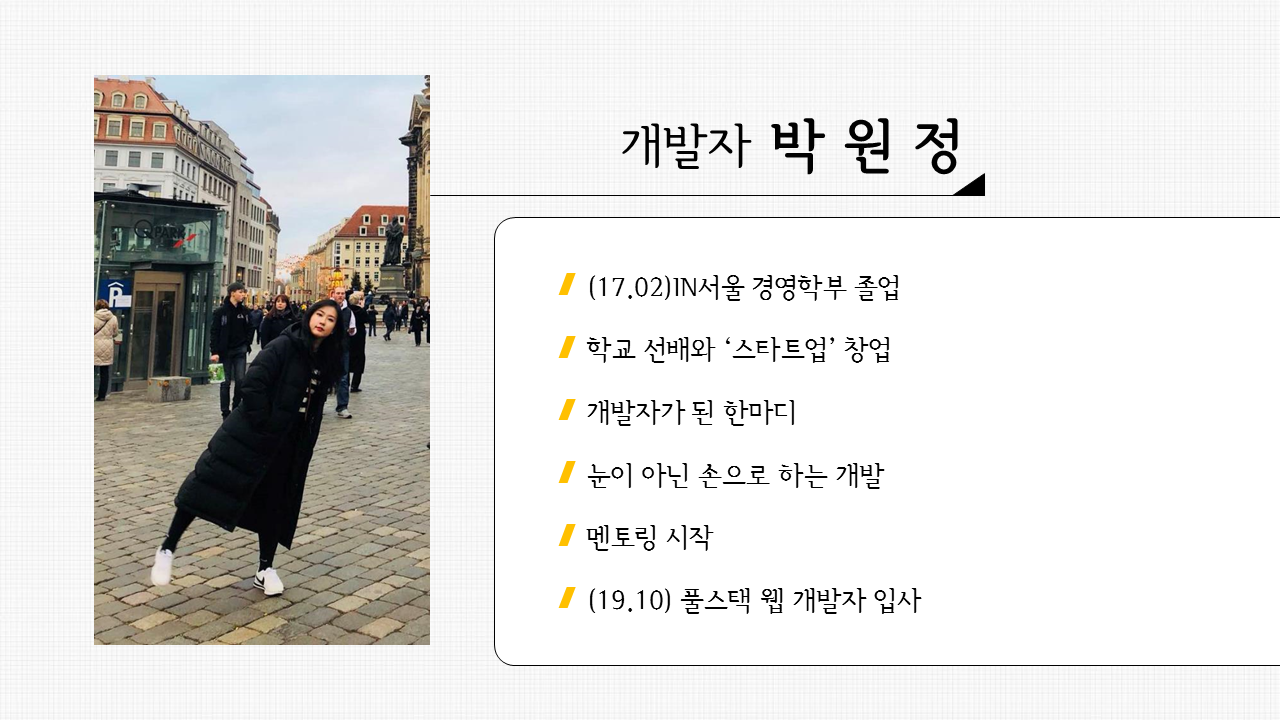 개발자 박 원 정
(17.02)IN서울 경영학부 졸업
학교 선배와 ‘스타트업’ 창업
개발자가 된 한마디
눈이 아닌 손으로 하는 개발
멘토링 시작
(19.10) 풀스택 웹 개발자 입사
P